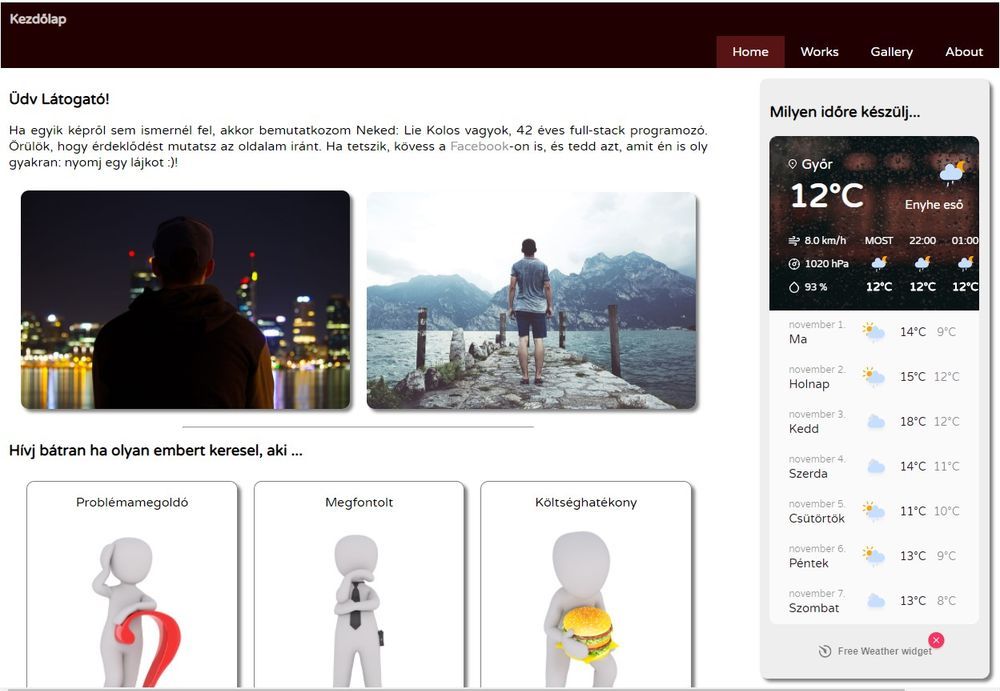 Kezdőlap
Home Works Gallery About
Üdv Látogató!
Ha egyik képről sem ismernél fel, akkor bemutatkozom Neked: Lie Kolos vagyok, 42 éves full-stack programozó.
Örülök, hogy érdeklődést mutatsz az oldalam iránt. Ha tetszik, kövess a Facebook-on is, és tedd azt, amit én is oly
gyakran: nyomj egy lájkot :)!
Hívj bátran ha olyan embert keresel, aki ...
Problémamegoldó
Megfontolt
Költséghatékony
Milyen időre készülj...
Győr
12°C
Enyhe eső
8.0 km/h MOST 22:00 01:00
1020 hPa
93 % 12°C 12°C 12°C
november 1.
Ma 14°C 9°C
november 2.
Holnap 15°C 12°C
november 3.
Kedd 18°C 12°C
november 4.
Szerda 14°C 11°C
november 5.
Csütörtök 11°C 10°C
november 6.
Péntek 13°C 9°C
november 7.
Szombat 13°C 8°C
Free Weather widget